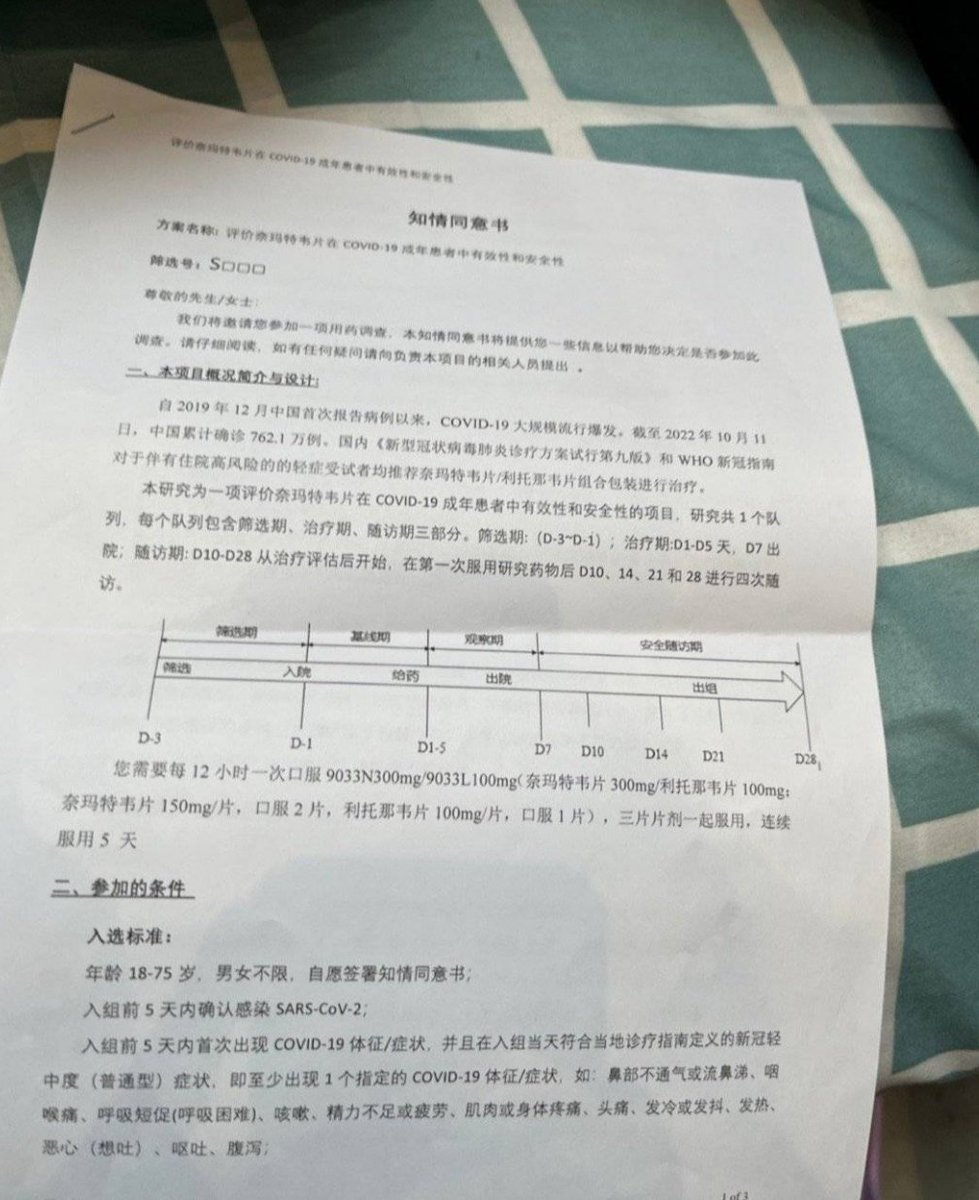 评价奈玛特韦片在 COVID-19 成年患者中有效性和安全性
知情同意书
方案名称：评价奈玛特韦片在 COVID-19 成年患者中有效性和安全性
筛选号：S□□□
尊敬的先生/女士：
我们将邀请您参加一项用药调查，本知情同意书将提供您一些信息以帮助您决定是否参加此
调查。请仔细阅读，如有任何疑问请向负责本项目的相关人员提出 。
一、本项目概况简介与设计：
自 2019 年 12 月中国首次报告病例以来，COVID-19 大规模流行爆发。截至 2022 年 10 月 11
日，中国累计确诊 762.1 万例。国内《新型冠状病毒肺炎诊疗方案试行第九版》和 WHO 新冠指南
对于伴有住院高风险的的轻症受试者均推荐奈玛特韦片/利托那韦片组合包装进行治疗。
本研究为一项评价奈玛特韦片在 COVID-19 成年患者中有效性和安全性的项目，研究共 1 个队
列，每个队列包含筛选期、治疗期、随访期三部分。筛选期：（D-3~D-1）；治疗期:D1-D5 天，D7 出
院；随访期: D10-D28 从治疗评估后开始，在第一次服用研究药物后 D10、14、21 和 28 进行四次随
访。
筛选期 基线期 观察期 安全随访期
筛选 入院 给药 出院 出组
D-3 D-1 D1-5 D7 D10 D14 D21 D28
您需要每 12 小时一次口服 9033N300mg/9033L100mg（奈玛特韦片 300mg/利托那韦片 100mg；
奈玛特韦片 150mg/片，口服 2 片，利托那韦片 100mg/片，口服 1 片），三片片剂一起服用，连续
服用 5 天
二、参加的条件
入选标准：
年龄 18-75 岁，男女不限，自愿签署知情同意书；
入组前 5 天内确认感染 SARS-CoV-2；
入组前 5 天内首次出现 COVID-19 体征/症状，并且在入组当天符合当地诊疗指南定义的新冠轻
中度（普通型）症状，即至少出现 1 个指定的 COVID-19 体征/症状，如：鼻部不通气或流鼻涕、咽
喉痛、呼吸短促(呼吸困难)、咳嗽、精力不足或疲劳、肌肉或身体疼痛、头痛、发冷或发抖、发热、
恶心（想吐）、呕吐、腹泻；
1 of 3